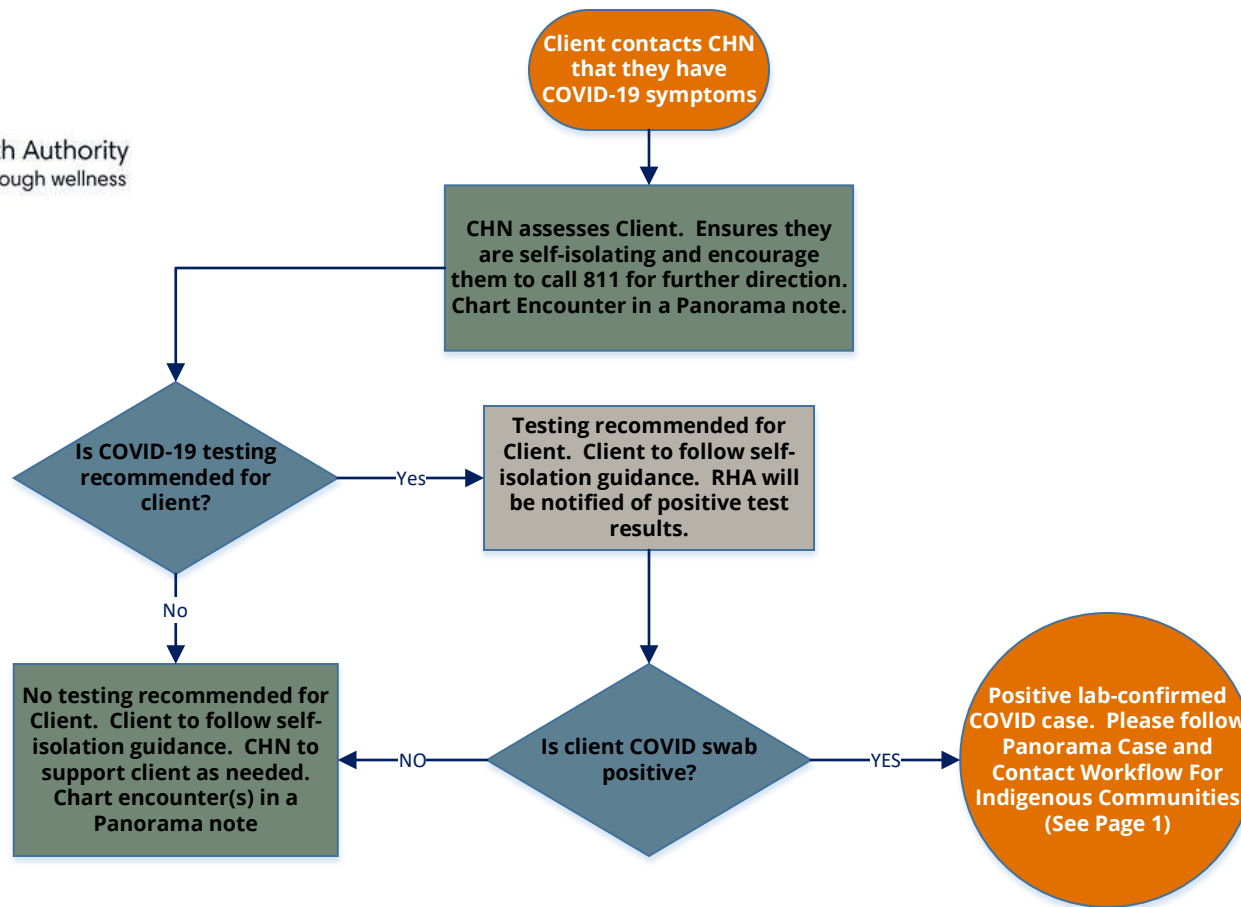 Client contacts CHN
that they have
COVID-19 symptoms
Authority
wellness
CHN assesses Client.  Ensures they
are self-isolating and encourage
them to call 811 for further direction.
Chart Encounter in a Panorama note.
Is COVID-19 testing
recommended for
client?
Yes
Testing recommended for
Client.  Client to follow self-
isolation guidance.  RHA will
be notified of positive test
results.
No
No testing recommended for
Client.  Client to follow self-
isolation guidance.  CHN to
support client as needed.
Chart encounter(s) in a
Panorama note
NO
Is client COVID swab
positive?
YES
Positive lab-confirmed
COVID case.  Please follow
Panorama Case and
Contact Workflow For
Indigenous Communities
(See Page 1)